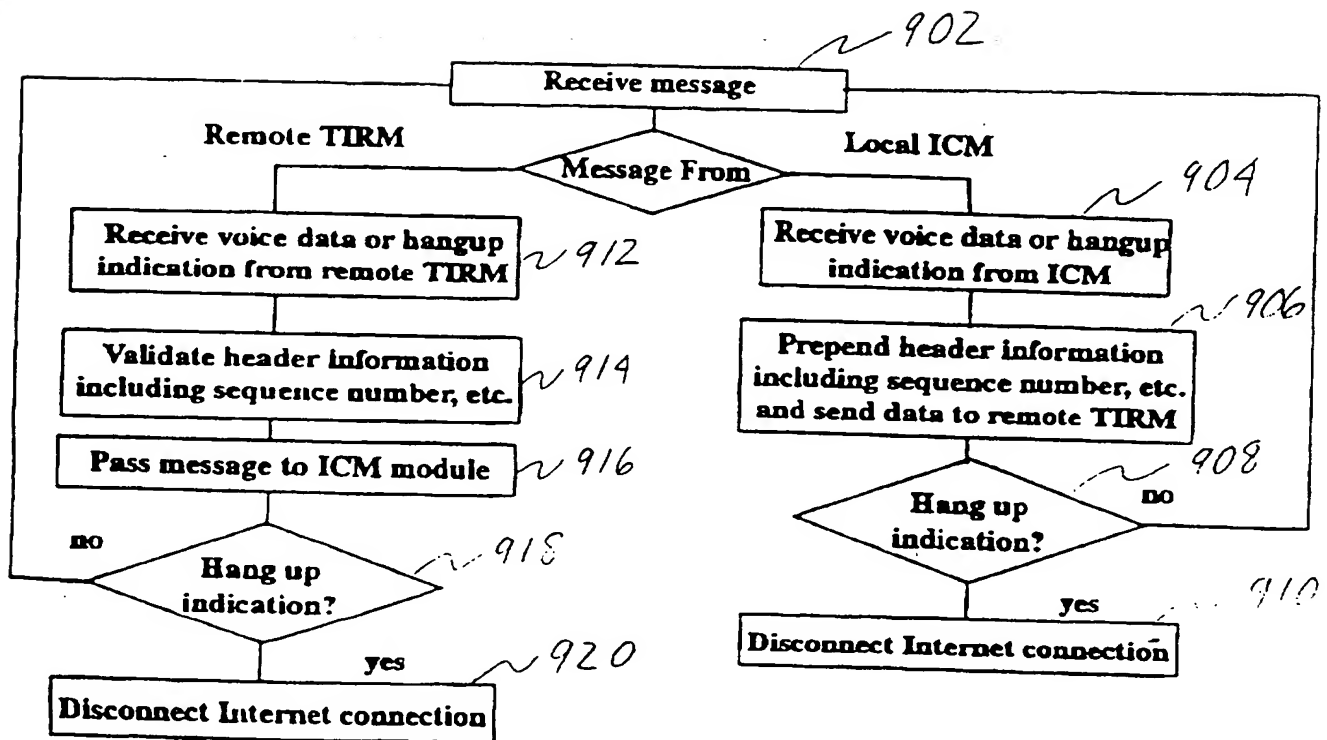 902
Receive message
Remote TIRM
Local ICM
Message From
904
Receive voice data or hangup
indication from remote TIRM
912
Receive voice data or hangup
indication from ICM
906
Validate header information
including sequence number, etc.
914
Prepend header information
including sequence number, etc.
and send data to remote TIRM
Pass message to ICM module
916
908
Hang up
indication?
no
no
Hang up
indication?
918
yes
910
Disconnect Internet connection
yes
920
Disconnect Internet connection